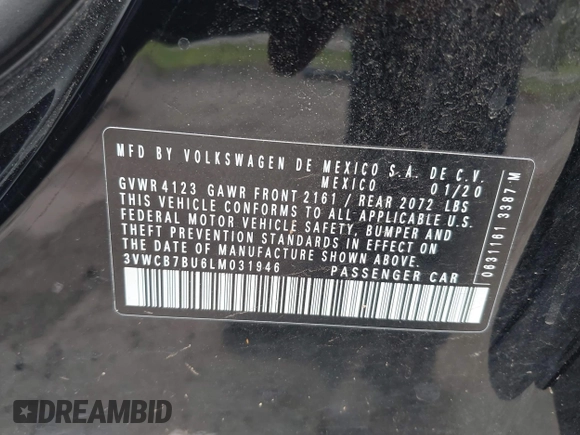 MFD BY VOLKSWAGEN DE MEXICO S.A. DE C.V.
MEXICO 01/20
GVWR 4123 GAWR FRONT 2161 / REAR 2072 LBS
THIS VEHICLE CONFORMS TO ALL APPLICABLE U.S.
FEDERAL MOTOR VEHICLE SAFETY, BUMPER AND
THEFT PREVENTION STANDARDS IN EFFECT ON
THE DATE OF MANUFACTURE SHOWN ABOVE.
3VWCB7BU6LM031946 PASSENGER CAR
0631161 3387 M
DREAMBID